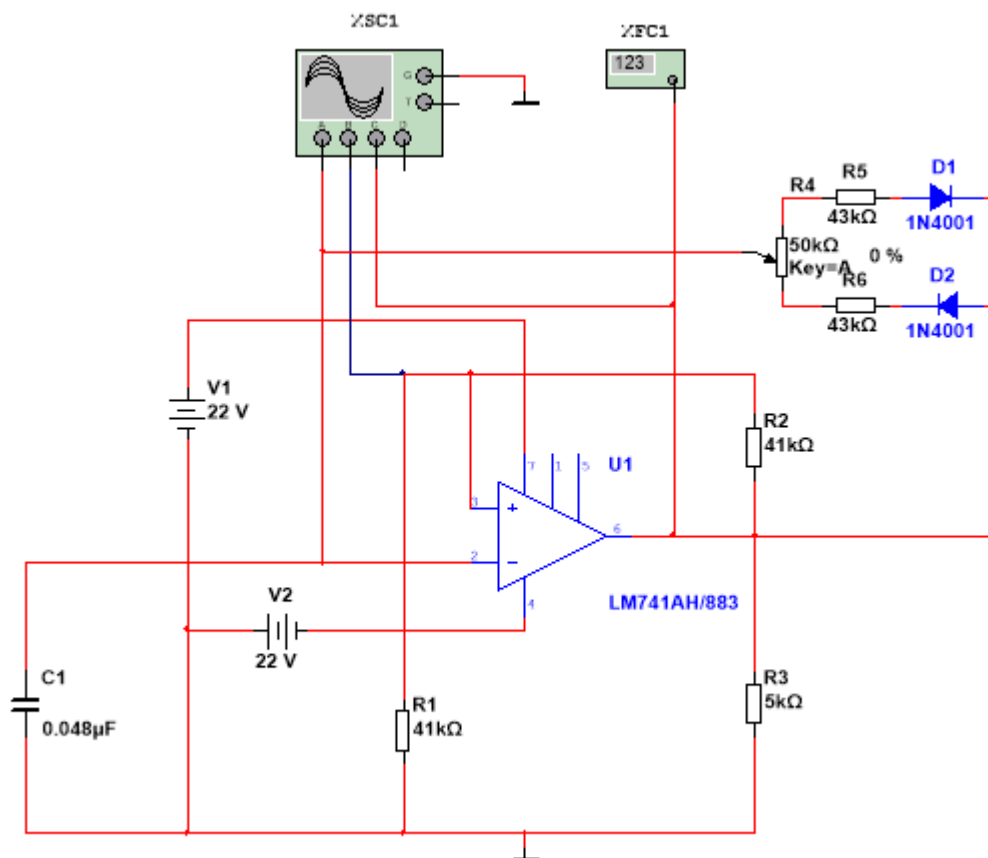 XSC1
XFC1
123
G
T
A
B
C
D
R4
R5
43kΩ
D1
1N4001
50kΩ
Key=A
0 %
R6
43kΩ
D2
1N4001
V1
22 V
R2
41kΩ
U1
7
1
5
3
+
6
2
−
4
LM741AH/883
V2
22 V
C1
0.048µF
R1
41kΩ
R3
5kΩ